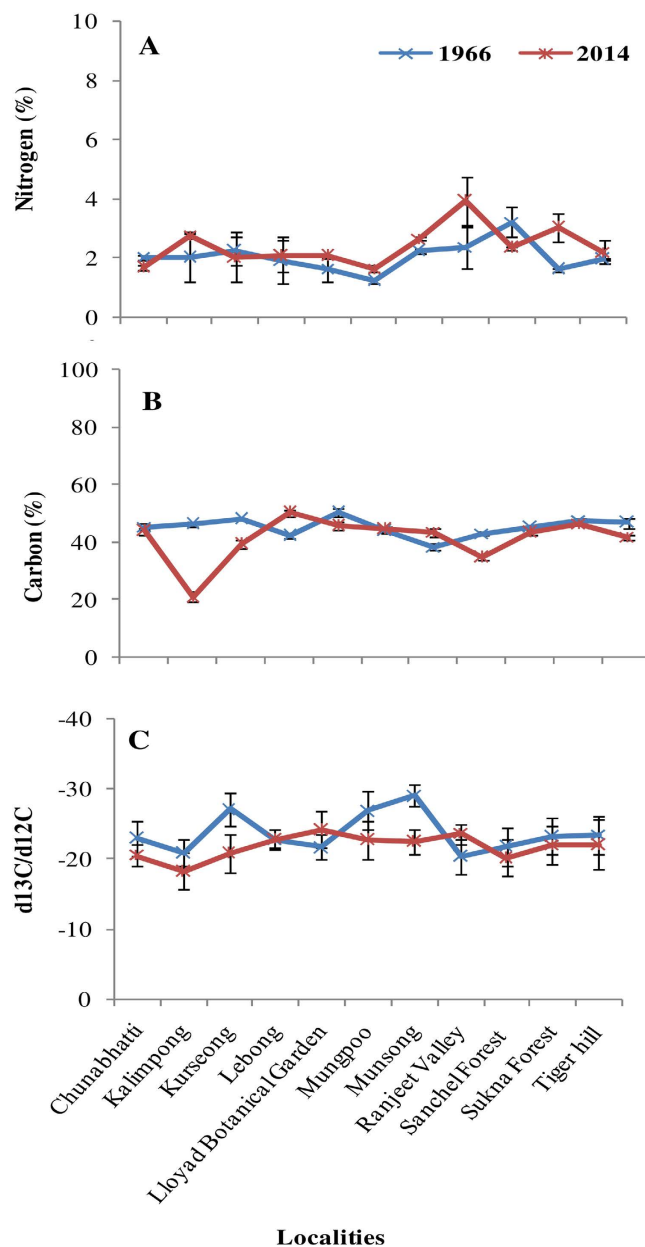 A
1966
2014
Nitrogen (%)
10
8
6
4
2
0
B
Carbon (%)
100
80
60
40
20
0
C
d13C/d12C
-40
-30
-20
-10
0
Chunabhatti
Kalimpong
Kurseong
Lebong
Lloyad Botanical Garden
Mungpoo
Munsong
Ranjeet Valley
Sanchel Forest
Sukna Forest
Tiger hill
Localities